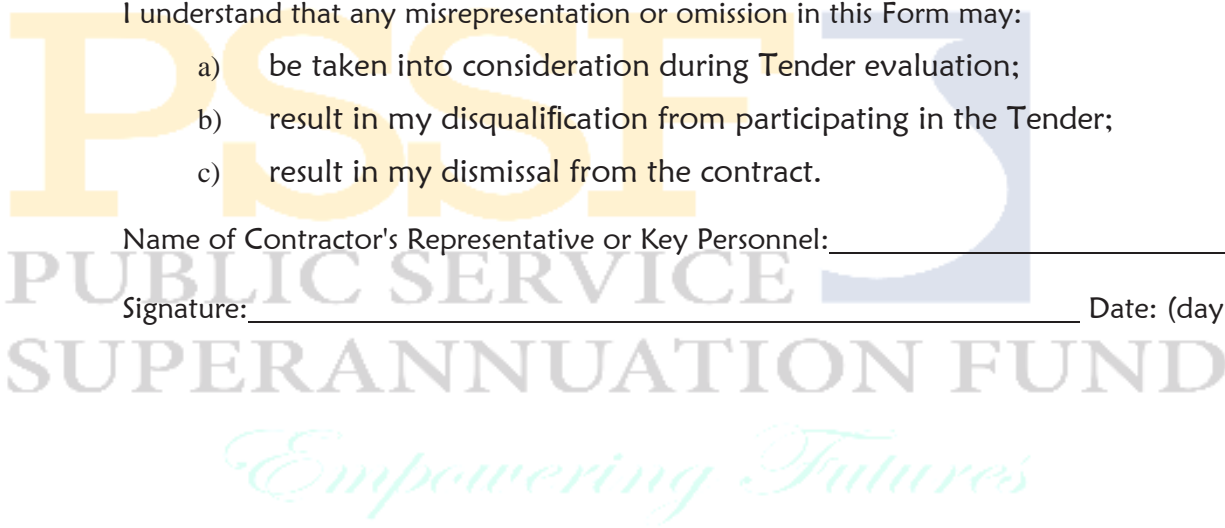 I understand that any misrepresentation or omission in this Form may:
a) be taken into consideration during Tender evaluation;
b) result in my disqualification from participating in the Tender;
c) result in my dismissal from the contract.
Name of Contractor's Representative or Key Personnel:
Signature: Date: (day
PSSF
PUBLIC SERVICE
SUPERANNUATION FUND
Empowering Futures